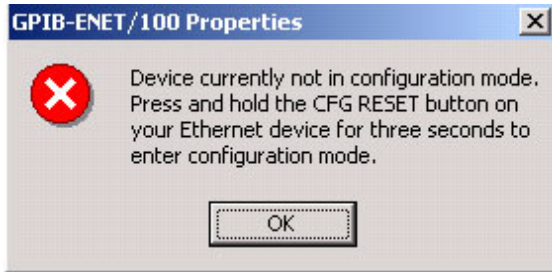 GPIB-ENET/100 Properties
Device currently not in configuration mode.
Press and hold the CFG RESET button on
your Ethernet device for three seconds to
enter configuration mode.
OK